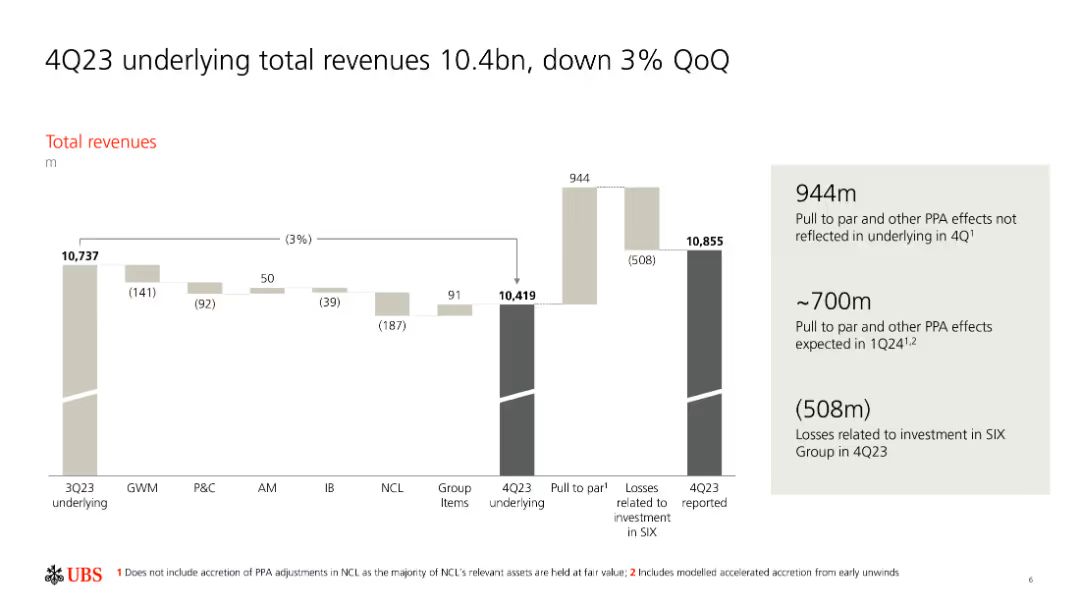 4Q23 underlying total revenues 10.4bn, down 3% QoQ
Total revenues
m
944
(3%)
10,737
10,855
(508)
(141)
50
(92)
(39)
91
10,419
(187)
3Q23
underlying
GWM
P&C
AM
IB
NCL
Group
Items
4Q23
underlying
Pull to par¹
Losses
related to
investment
in SIX
4Q23
reported
944m
Pull to par and other PPA effects not
reflected in underlying in 4Q¹
~700m
Pull to par and other PPA effects
expected in 1Q24¹,²
(508m)
Losses related to investment in SIX
Group in 4Q23
UBS
1 Does not include accretion of PPA adjustments in NCL as the majority of NCL's relevant assets are held at fair value; 2 Includes modelled accelerated accretion from early unwinds
6